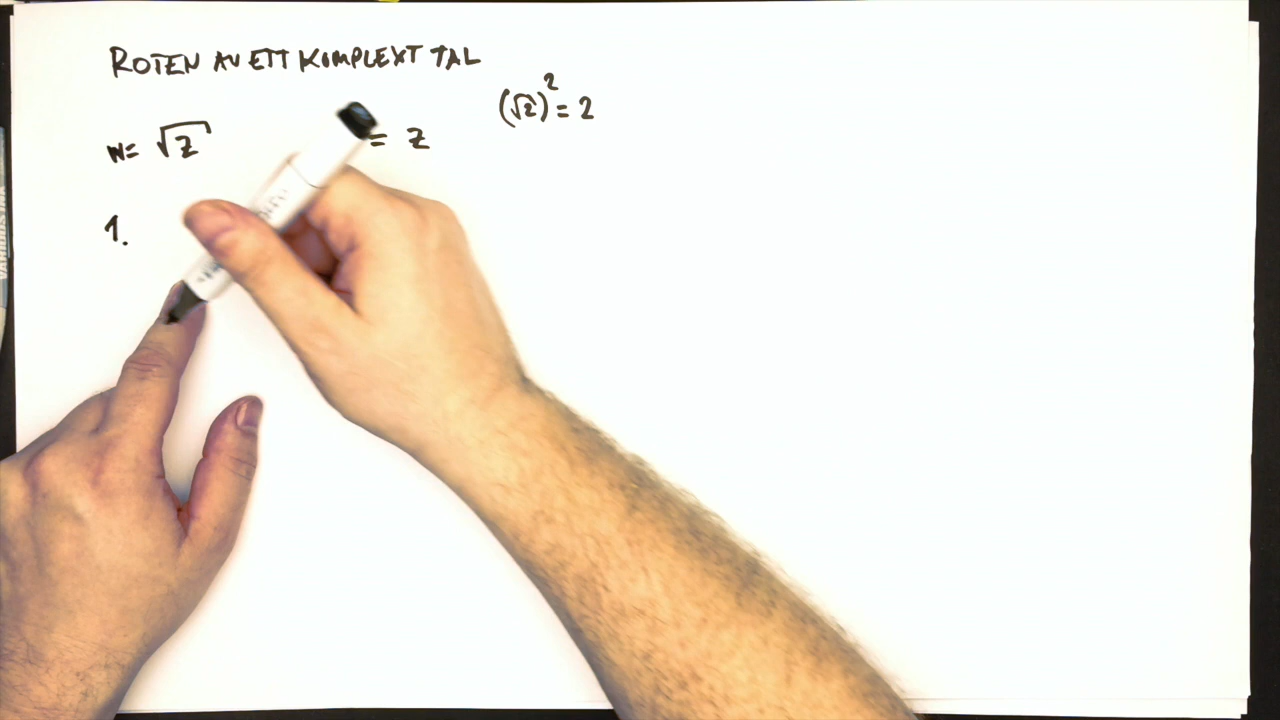 ROTEN AV ETT KOMPLEXT TAL
(√2)² = 2
w = √z = z
1.